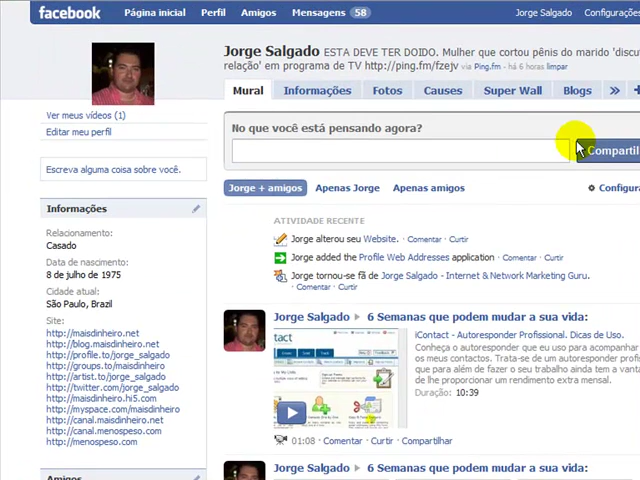 facebook Página inicial Perfil Amigos Mensagens 58 Jorge Salgado Configurações
Jorge Salgado ESTA DEVE TER DOIDO. Mulher que cortou pênis do marido 'discu
relação' em programa de TV http://ping.fm/fzejv via Ping.fm - há 6 horas limpar
Mural Informações Fotos Causes Super Wall Blogs » +
No que você está pensando agora?
Compartil
Ver meus vídeos (1)
Editar meu perfil
Escreva alguma coisa sobre você.
Jorge + amigos Apenas Jorge Apenas amigos Configura
Informações
Relacionamento:
Casado
Data de nascimento:
8 de julho de 1975
Cidade atual:
São Paulo, Brazil
Site:
http://maisdinheiro.net
http://blog.maisdinheiro.net
http://profile.to/jorge_salgado
http://groups.to/maisdinheiro
http://artist.to/jorge_salgado
http://twitter.com/jorge_salgado
http://maisdinheiro.hi5.com
http://myspace.com/maisdinheiro
http://canal.maisdinheiro.net
http://canal.menospeso.com
http://menospeso.com
Amigos
ATIVIDADE RECENTE
Jorge alterou seu Website. · Comentar · Curtir
Jorge added the Profile Web Addresses application · Comentar · Curtir
Jorge tornou-se fã de Jorge Salgado - Internet & Network Marketing Guru.
· Comentar · Curtir
Jorge Salgado 6 Semanas que podem mudar a sua vida:
ntact
iContact - Autoresponder Profissional. Dicas de Uso.
Conheça o autoresponder que eu uso para acompanhar
os meus contactos. Trata-se de um autoresponder profi
que para além de fazer o seu trabalho ainda tem a vanta
de lhe proporcionar um rendimento extra mensal.
Duração: 10:39
01:08 · Comentar · Curtir · Compartilhar
Jorge Salgado 6 Semanas que podem mudar a sua vida: